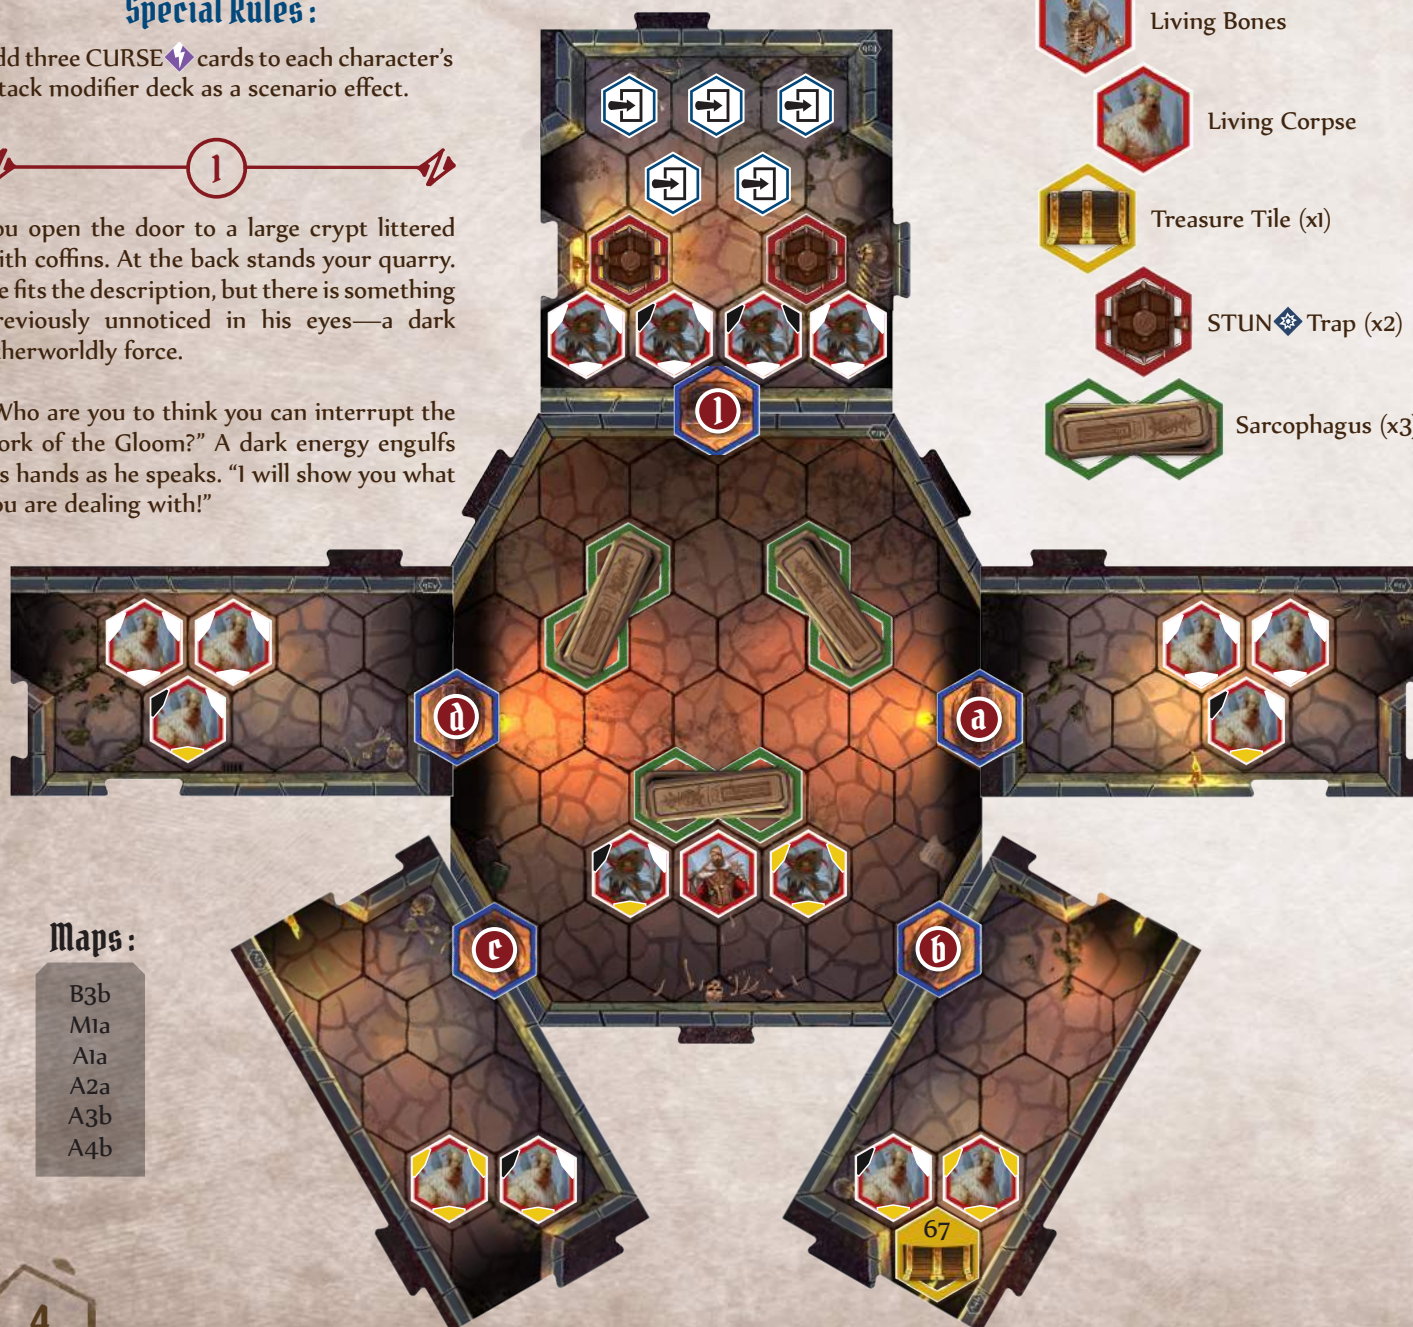 Special Rules:
dd three CURSE cards to each character's
tack modifier deck as a scenario effect.
1
ou open the door to a large crypt littered
ith coffins. At the back stands your quarry.
e fits the description, but there is something
reviously unnoticed in his eyes—a dark
herworldly force.
Who are you to think you can interrupt the
ork of the Gloom?” A dark energy engulfs
s hands as he speaks. “I will show you what
ou are dealing with!”
Living Bones
Living Corpse
Treasure Tile (x1)
STUN Trap (x2)
Sarcophagus (x3)
1
d
a
c
b
67
Maps:
B3b
M1a
A1a
A2a
A3b
A4b
4